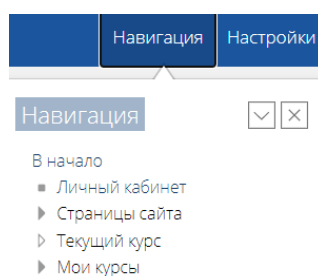 Навигация Настройки
Навигация
В начало
Личный кабинет
Страницы сайта
Текущий курс
Мои курсы